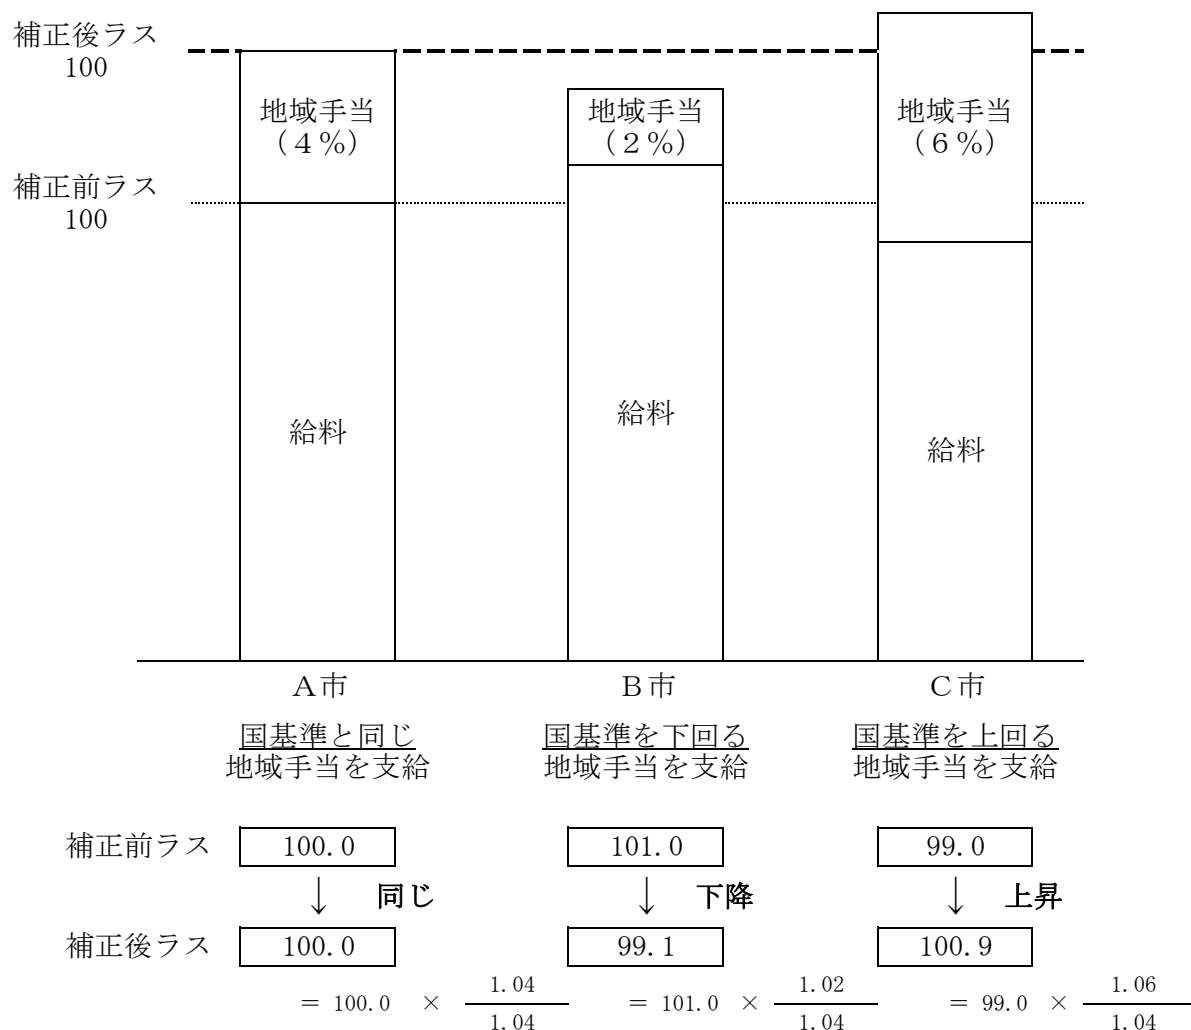 補正後ラス
100
地域手当
(４%)
地域手当
(２%)
地域手当
(６%)
補正前ラス
100
給料
給料
給料
A市
B市
C市
国基準と同じ
地域手当を支給
国基準を下回る
地域手当を支給
国基準を上回る
地域手当を支給
補正前ラス 100.0 101.0 99.0
↓ 同じ ↓ 下降 ↓ 上昇
補正後ラス 100.0 99.1 100.9
= 100.0 × 1.04/1.04 = 101.0 × 1.02/1.04 = 99.0 × 1.06/1.04